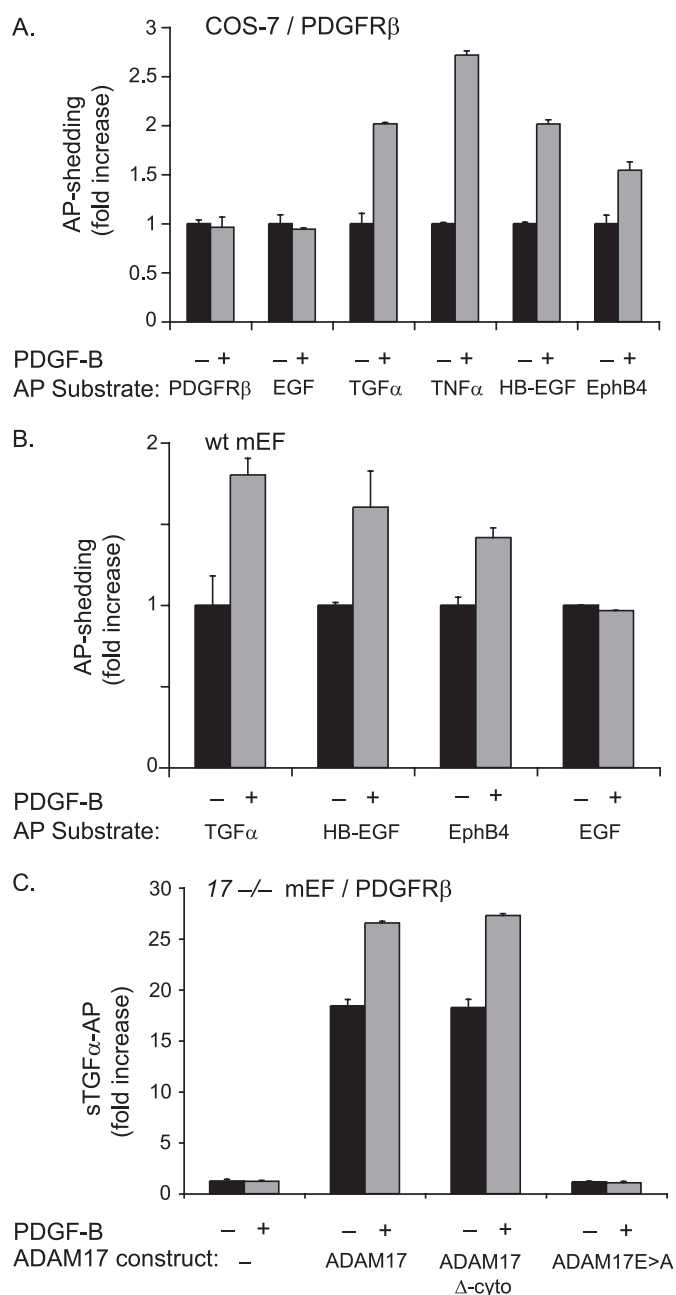 A.
COS-7 / PDGFRβ
AP-shedding
(fold increase)
3
2.5
2
1.5
1
0.5
0
PDGF-B – + – + – + – + – + – +
AP Substrate: PDGFRβ EGF TGFα TNFα HB-EGF EphB4
B.
wt mEF
AP-shedding
(fold increase)
2
1
0
PDGF-B – + – + – + – +
AP Substrate: TGFα HB-EGF EphB4 EGF
C.
17 –/– mEF / PDGFRβ
sTGFα-AP
(fold increase)
30
25
20
15
10
5
0
PDGF-B – + – + – + – +
ADAM17 construct: – ADAM17 ADAM17 ADAM17E>A
Δ-cyto